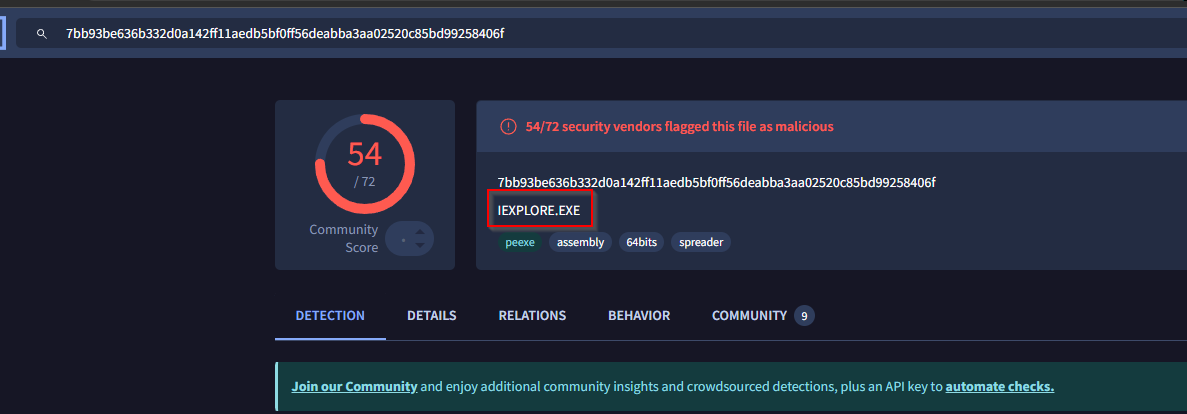 7bb93be636b332d0a142ff11aedb5bf0ff56deabba3aa02520c85bd99258406f
54
/ 72
Community
Score
54/72 security vendors flagged this file as malicious
7bb93be636b332d0a142ff11aedb5bf0ff56deabba3aa02520c85bd99258406f
IEXPLORE.EXE
peexe assembly 64bits spreader
DETECTION DETAILS RELATIONS BEHAVIOR COMMUNITY 9
Join our Community and enjoy additional community insights and crowdsourced detections, plus an API key to automate checks.